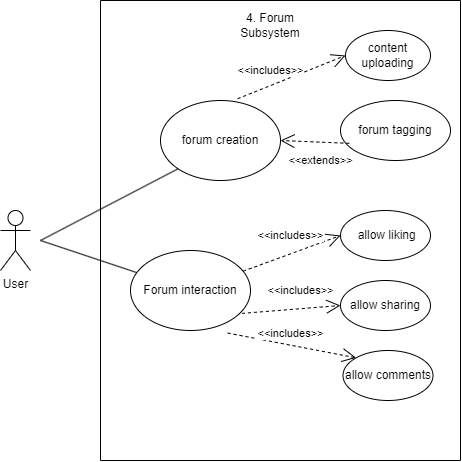 4. Forum
Subsystem
content
uploading
<<includes>>
forum creation
forum tagging
<<extends>>
User
<<includes>>
allow liking
Forum interaction
<<includes>>
allow sharing
<<includes>>
allow comments